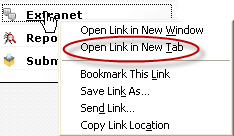 Extranet
Open Link in New Window
Open Link in New Tab
Repo
Bookmark This Link
Subm
Save Link As...
Send Link...
Copy Link Location